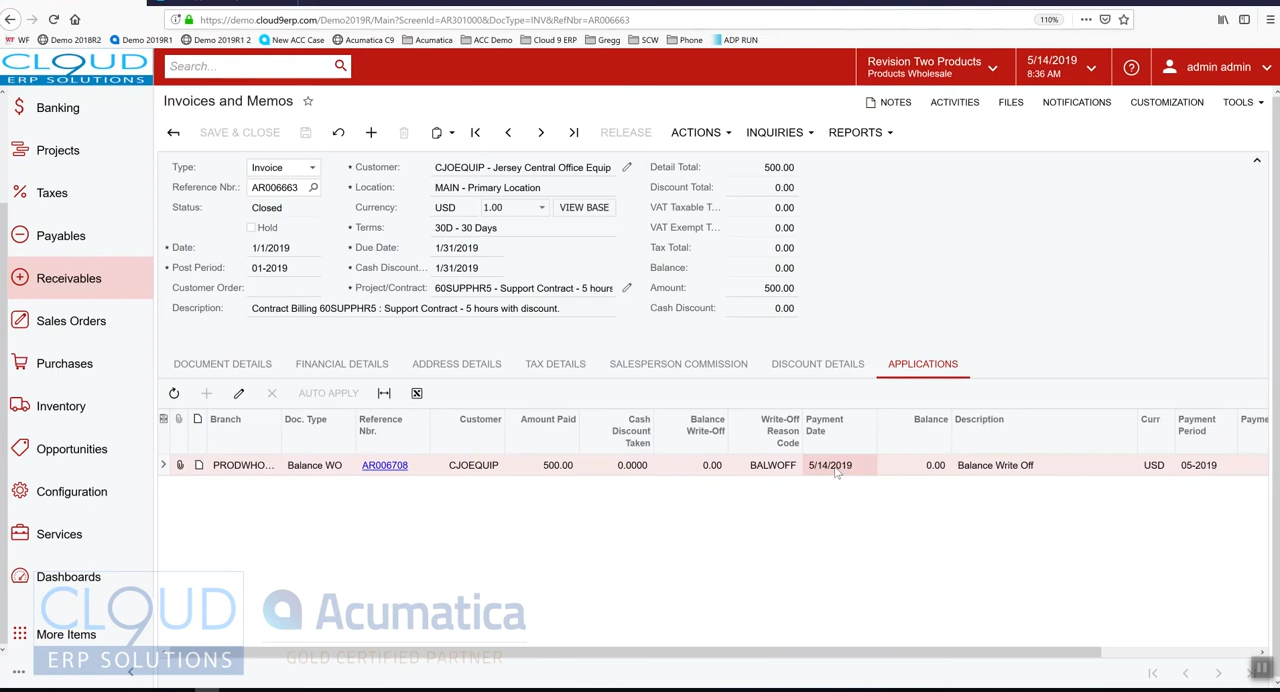 https://demo.cloud9erp.com/Demo2019R/Main?ScreenId=AR301000&DocType=INV&RefNbr=AR006663
110%
WF Demo 2018R2 Demo 2019R1 Demo 2019R1 2 New ACC Case Acumatica C9 Acumatica ACC Demo Cloud 9 ERP Gregg SCW Phone ADP RUN
CLOUD9
ERP SOLUTIONS
Search...
Revision Two Products
Products Wholesale
5/14/2019
8:36 AM
admin admin
Banking
Projects
Taxes
Payables
Receivables
Sales Orders
Purchases
Inventory
Opportunities
Configuration
Services
Dashboards
More Items
Invoices and Memos
NOTES ACTIVITIES FILES NOTIFICATIONS CUSTOMIZATION TOOLS
SAVE & CLOSE RELEASE ACTIONS INQUIRIES REPORTS
Type: Invoice * Customer: CJOEQUIP - Jersey Central Office Equip Detail Total: 500.00
Reference Nbr.: AR006663 * Location: MAIN - Primary Location Discount Total: 0.00
Status: Closed Currency: USD 1.00 VIEW BASE VAT Taxable T... 0.00
Hold * Terms: 30D - 30 Days VAT Exempt T... 0.00
* Date: 1/1/2019 * Due Date: 1/31/2019 Tax Total: 0.00
* Post Period: 01-2019 * Cash Discount... 1/31/2019 Balance: 0.00
Customer Order: * Project/Contract: 60SUPPHR5 - Support Contract - 5 hours Amount: 500.00
Description: Contract Billing 60SUPPHR5 : Support Contract - 5 hours with discount. Cash Discount: 0.00
DOCUMENT DETAILS FINANCIAL DETAILS ADDRESS DETAILS TAX DETAILS SALESPERSON COMMISSION DISCOUNT DETAILS APPLICATIONS
AUTO APPLY
Branch Doc. Type Reference Nbr. Customer Amount Paid Cash Discount Taken Balance Write-Off Write-Off Reason Code Payment Date Balance Description Curr Payment Period Payme
PRODWHO... Balance WO AR006708 CJOEQUIP 500.00 0.0000 0.00 BALWOFF 5/14/2019 0.00 Balance Write Off USD 05-2019
CLOUD9
ERP SOLUTIONS
Acumatica
GOLD CERTIFIED PARTNER